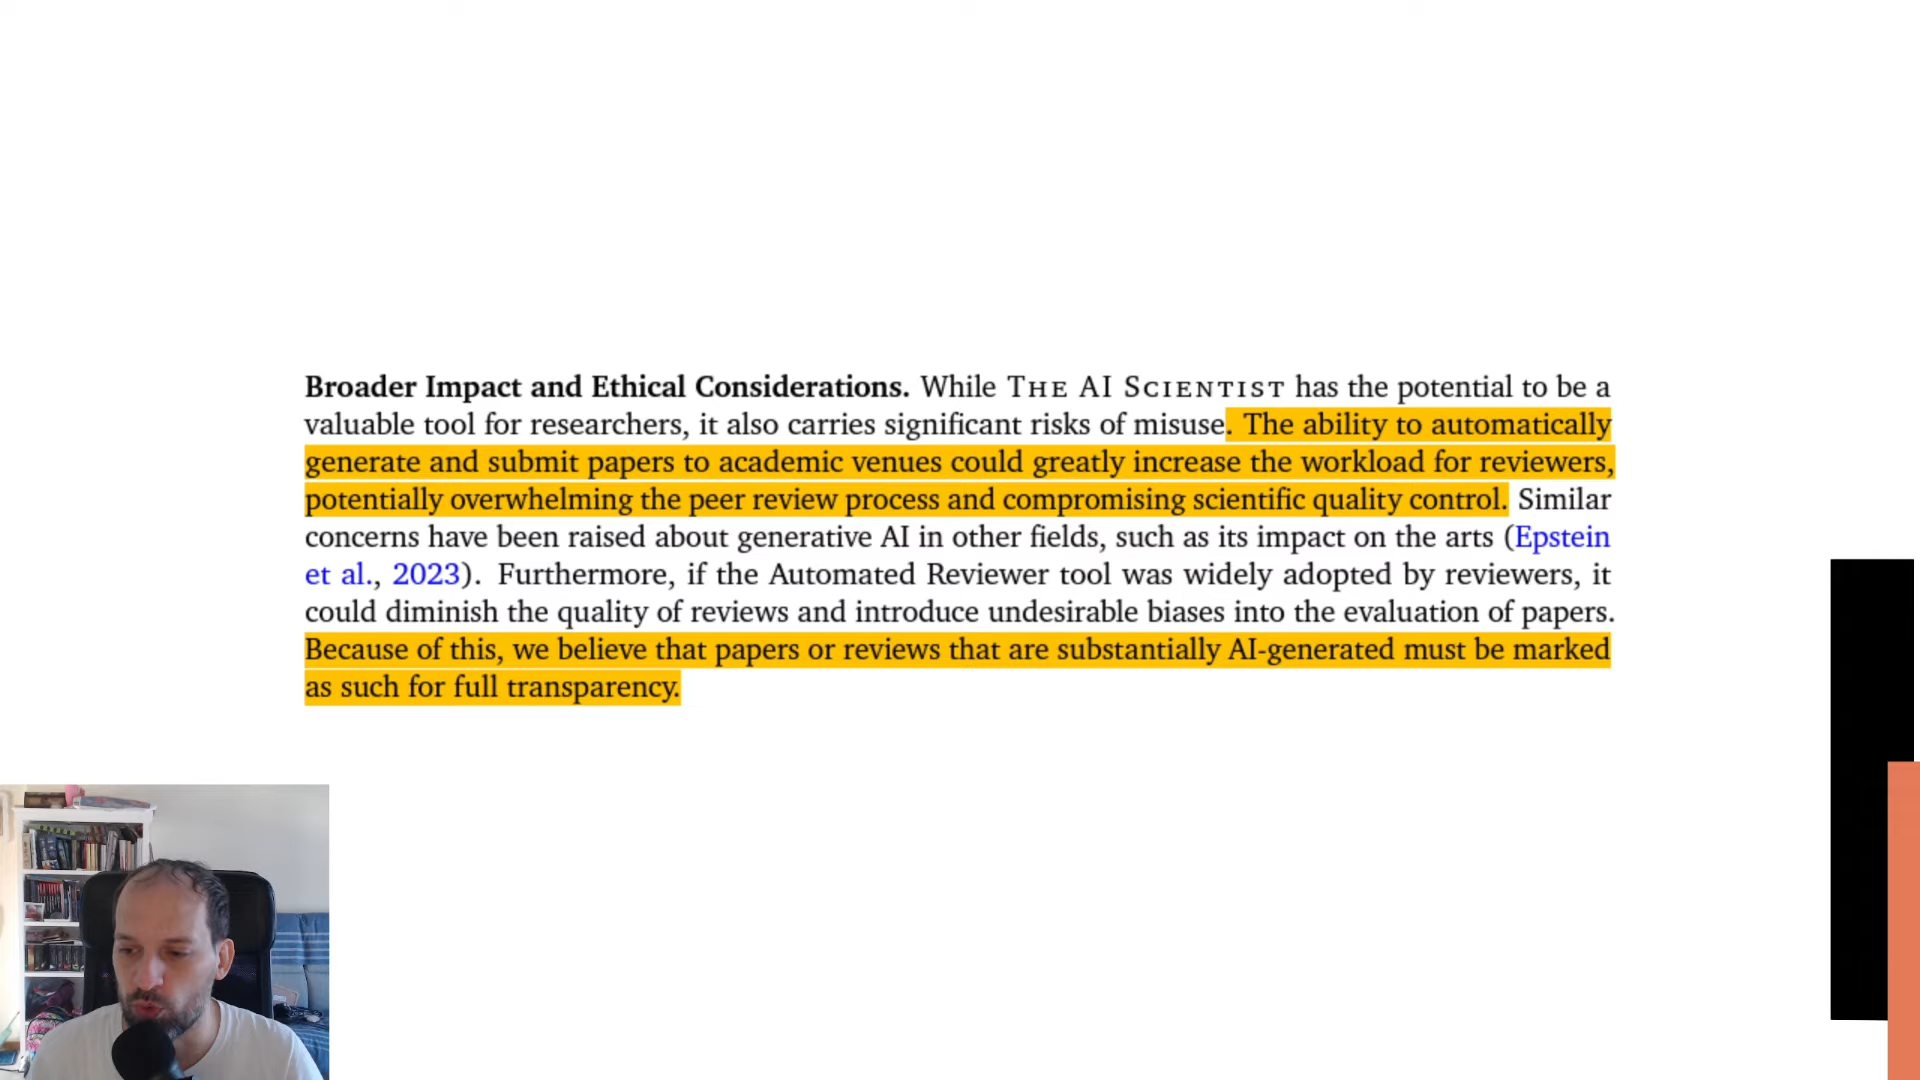 Broader Impact and Ethical Considerations. While THE AI SCIENTIST has the potential to be a
valuable tool for researchers, it also carries significant risks of misuse. The ability to automatically
generate and submit papers to academic venues could greatly increase the workload for reviewers,
potentially overwhelming the peer review process and compromising scientific quality control. Similar
concerns have been raised about generative AI in other fields, such as its impact on the arts (Epstein
et al., 2023). Furthermore, if the Automated Reviewer tool was widely adopted by reviewers, it
could diminish the quality of reviews and introduce undesirable biases into the evaluation of papers.
Because of this, we believe that papers or reviews that are substantially AI-generated must be marked
as such for full transparency.